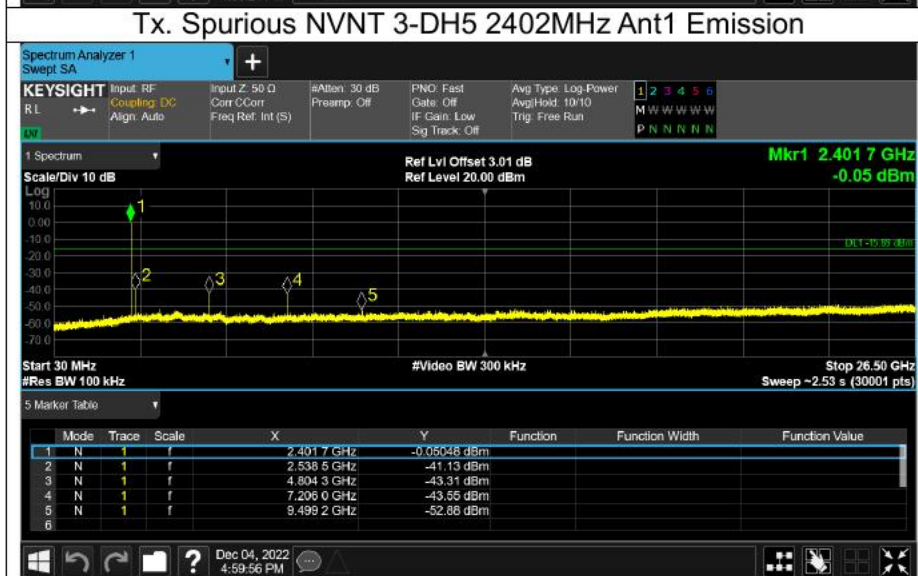 Tx. Spurious NVNT 3-DH5 2402MHz Ant1 Emission
Spectrum Analyzer 1
Swept SA
+
KEYSIGHT Input: RF Input Z: 50 Ω #Atten: 30 dB PNO: Fast Avg Type: Log-Power 1 2 3 4 5 6
RL Coupling: DC Corr CCorr Preamp: Off Gate: Off Avg|Hold: 10/10 M W W W W W
Align: Auto Freq Ref: Int (S) IF Gain: Low Trig: Free Run
Sig Track: Off P N N N N N
1 Spectrum Ref Lvl Offset 3.01 dB Mkr1 2.401 7 GHz
Scale/Div 10 dB Ref Level 20.00 dBm -0.05 dBm
Log
10.0 1
0.00
-10.0
DL1 -15.89 dBm
-20.0
-30.0 2 3 4
-40.0
-50.0 5
-60.0
-70.0
Start 30 MHz #Video BW 300 kHz Stop 26.50 GHz
#Res BW 100 kHz Sweep ~2.53 s (30001 pts)
5 Marker Table
Mode Trace Scale X Y Function Function Width Function Value
1 N 1 f 2.401 7 GHz -0.05048 dBm
2 N 1 f 2.538 5 GHz -41.13 dBm
3 N 1 f 4.804 3 GHz -43.31 dBm
4 N 1 f 7.206 0 GHz -43.55 dBm
5 N 1 f 9.499 2 GHz -52.88 dBm
6
? Dec 04, 2022
4:59:56 PM